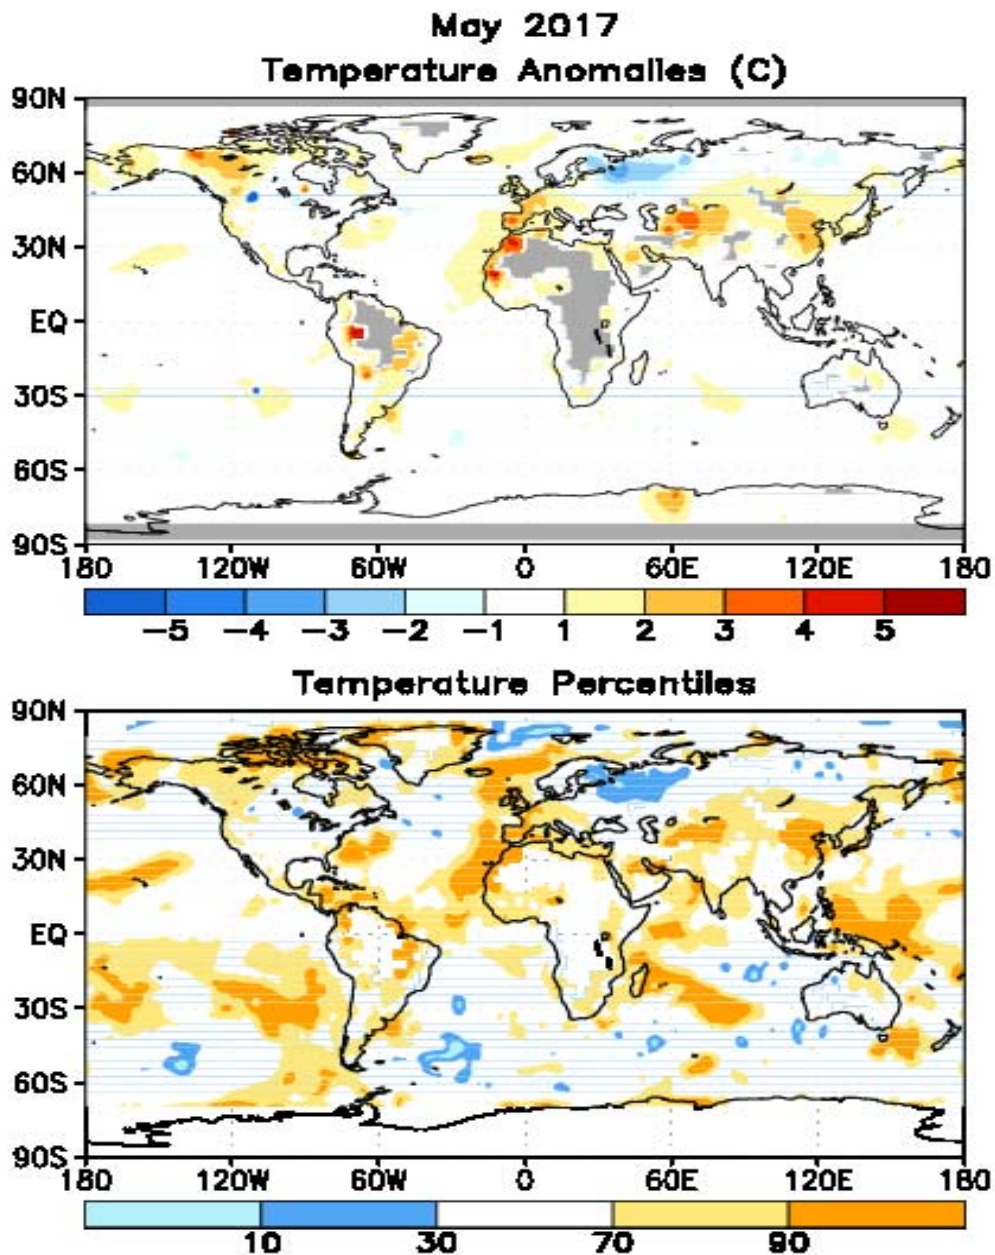 May 2017
Temperature Anomalies (C)
90N
60N
30N
EQ
30S
60S
90S
180 120W 60W 0 60E 120E 180
−5 −4 −3 −2 −1 1 2 3 4 5
Temperature Percentiles
90N
60N
30N
EQ
30S
60S
90S
180 120W 60W 0 60E 120E 180
10 30 70 90